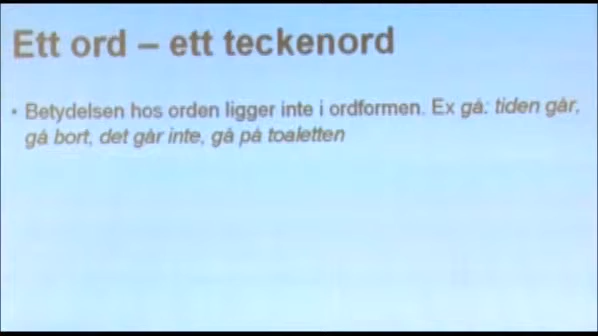 Ett ord – ett teckenord
• Betydelsen hos orden ligger inte i ordformen. Ex gå: tiden går,
gå bort, det går inte, gå på toaletten